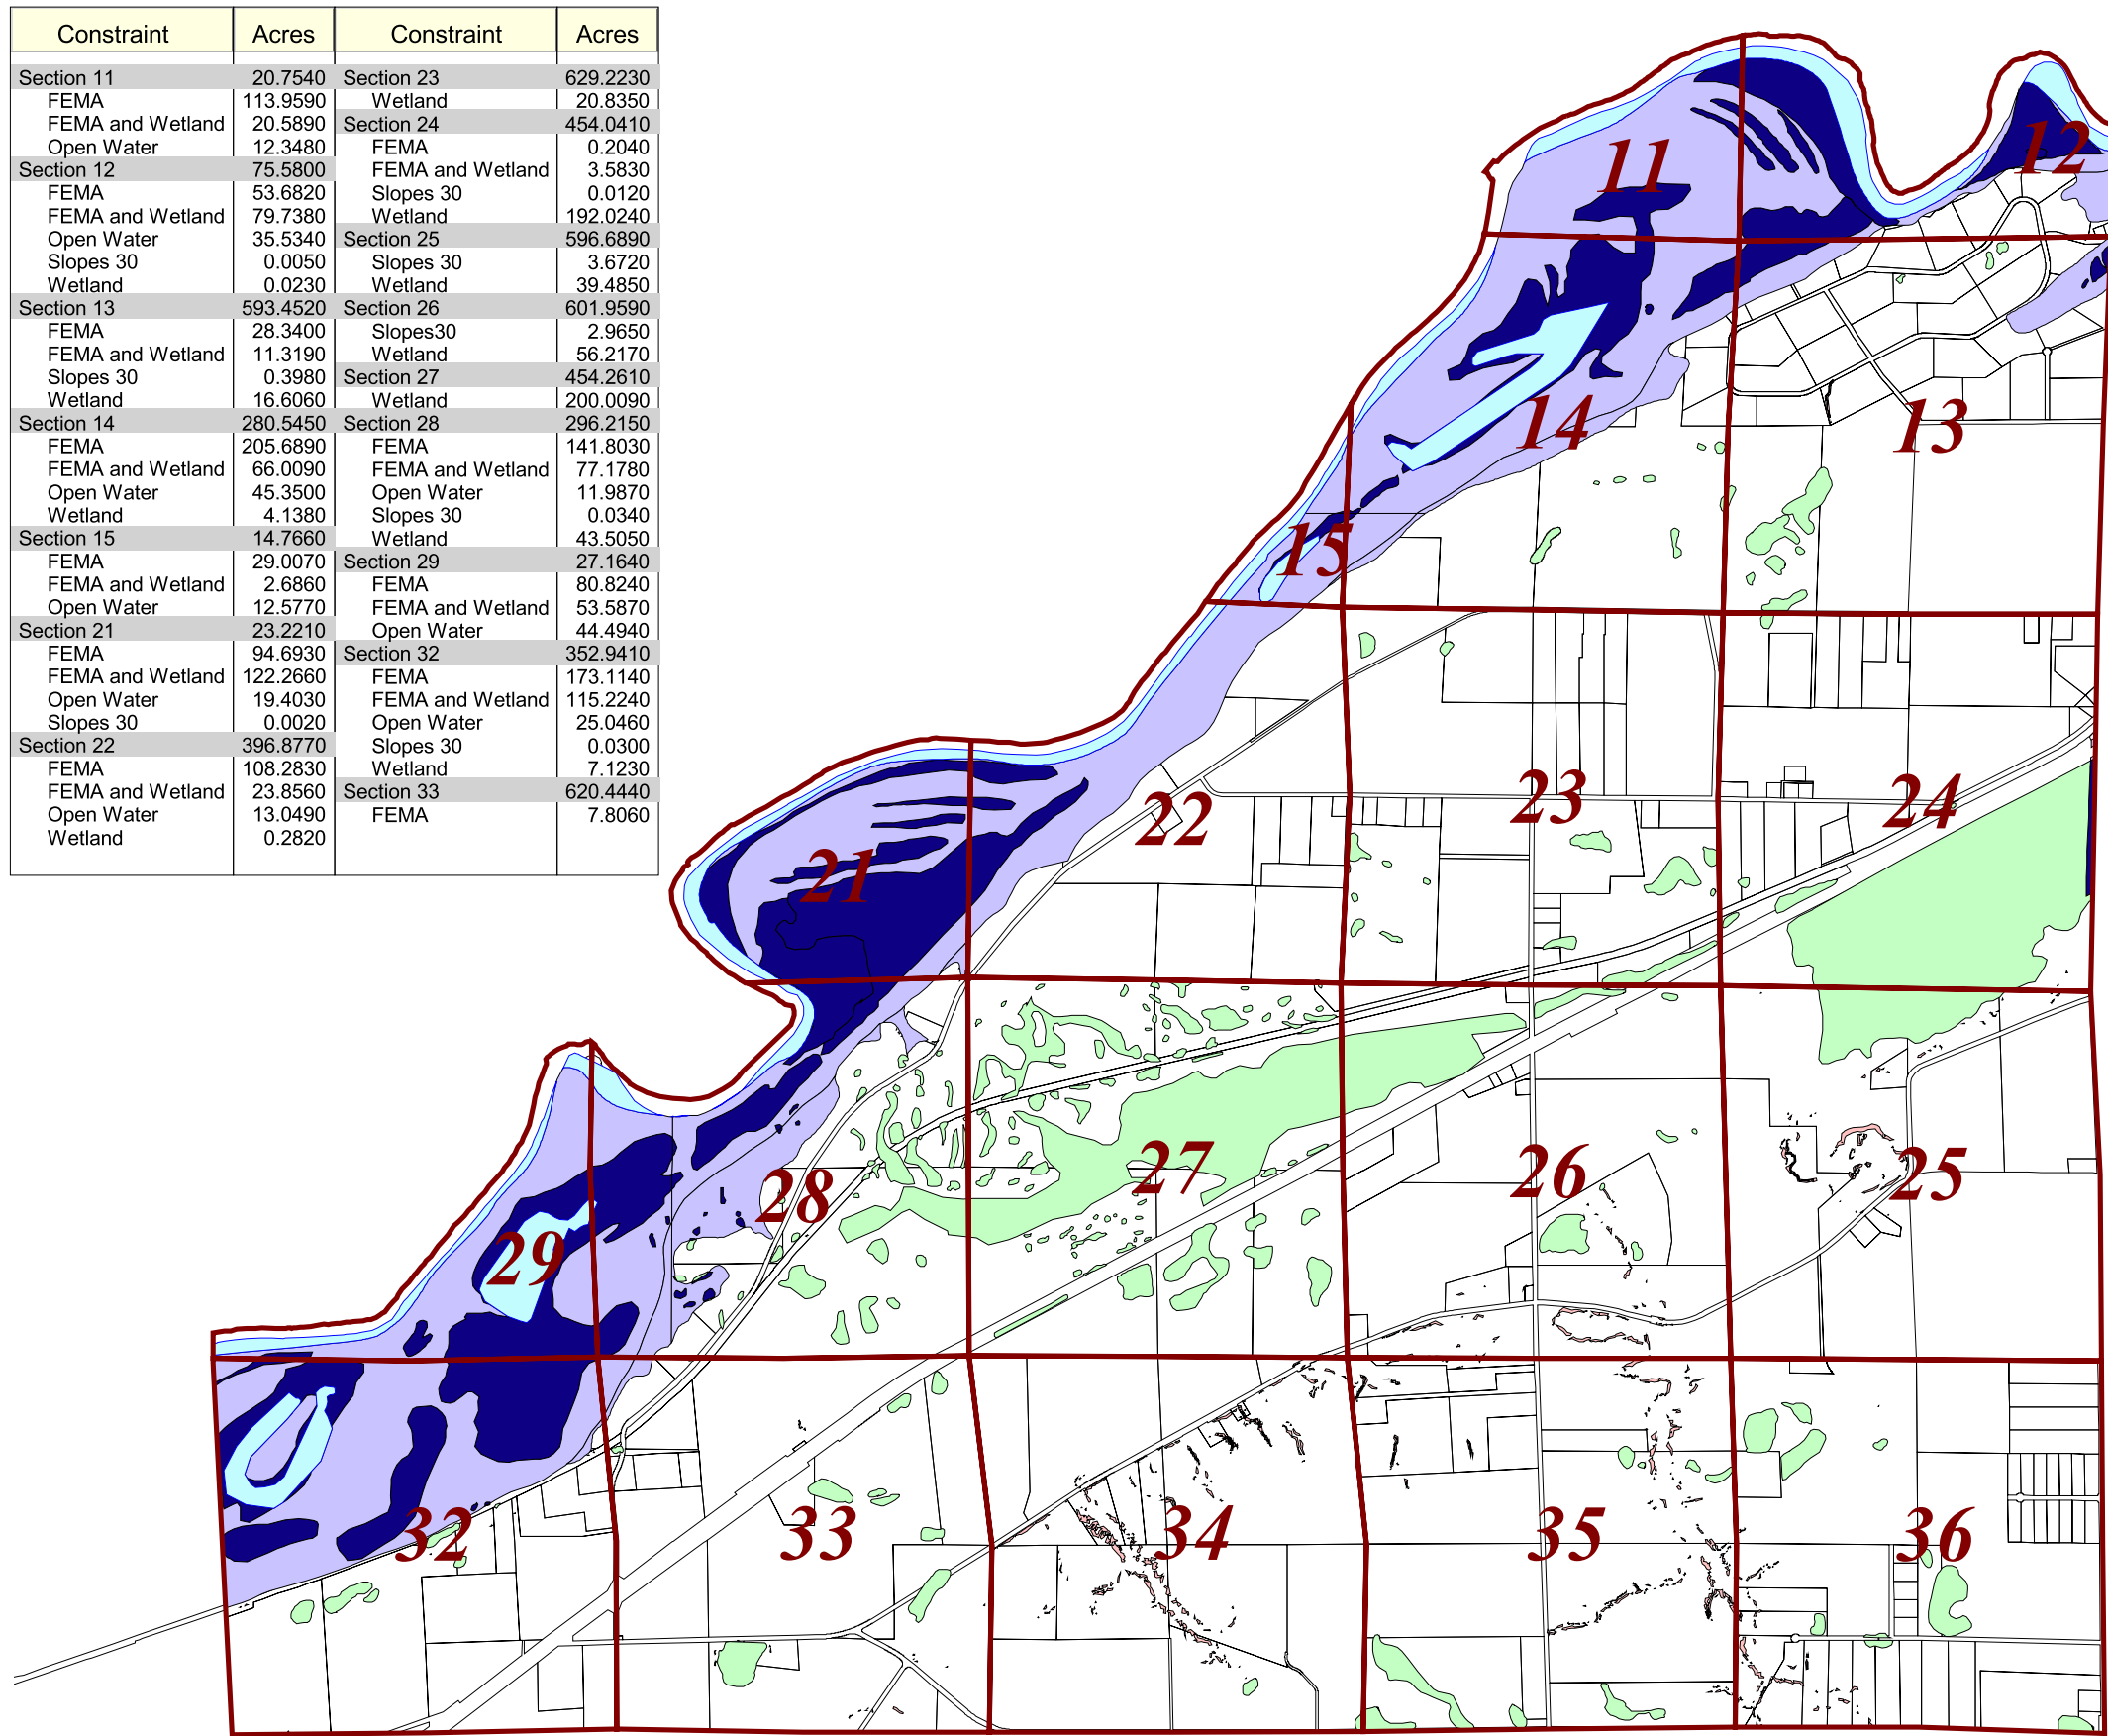 Constraint Acres Constraint Acres
Section 11 20.7540 Section 23 629.2230
FEMA 113.9590 Wetland 20.8350
FEMA and Wetland 20.5890 Section 24 454.0410
Open Water 12.3480 FEMA 0.2040
Section 12 75.5800 FEMA and Wetland 3.5830
FEMA 53.6820 Slopes 30 0.0120
FEMA and Wetland 79.7380 Wetland 192.0240
Open Water 35.5340 Section 25 596.6890
Slopes 30 0.0050 Slopes 30 3.6720
Wetland 0.0230 Wetland 39.4850
Section 13 593.4520 Section 26 601.9590
FEMA 28.3400 Slopes30 2.9650
FEMA and Wetland 11.3190 Wetland 56.2170
Slopes 30 0.3980 Section 27 454.2610
Wetland 16.6060 Wetland 200.0090
Section 14 280.5450 Section 28 296.2150
FEMA 205.6890 FEMA 141.8030
FEMA and Wetland 66.0090 FEMA and Wetland 77.1780
Open Water 45.3500 Open Water 11.9870
Wetland 4.1380 Slopes 30 0.0340
Section 15 14.7660 Wetland 43.5050
FEMA 29.0070 Section 29 27.1640
FEMA and Wetland 2.6860 FEMA 80.8240
Open Water 12.5770 FEMA and Wetland 53.5870
Section 21 23.2210 Open Water 44.4940
FEMA 94.6930 Section 32 352.9410
FEMA and Wetland 122.2660 FEMA 173.1140
Open Water 19.4030 FEMA and Wetland 115.2240
Slopes 30 0.0020 Open Water 25.0460
Section 22 396.8770 Slopes 30 0.0300
FEMA 108.2830 Wetland 7.1230
FEMA and Wetland 23.8560 Section 33 620.4440
Open Water 13.0490 FEMA 7.8060
Wetland 0.2820
11 12
14 13
15
21 22 23 24
29 28 27 26 25
32 33 34 35 36